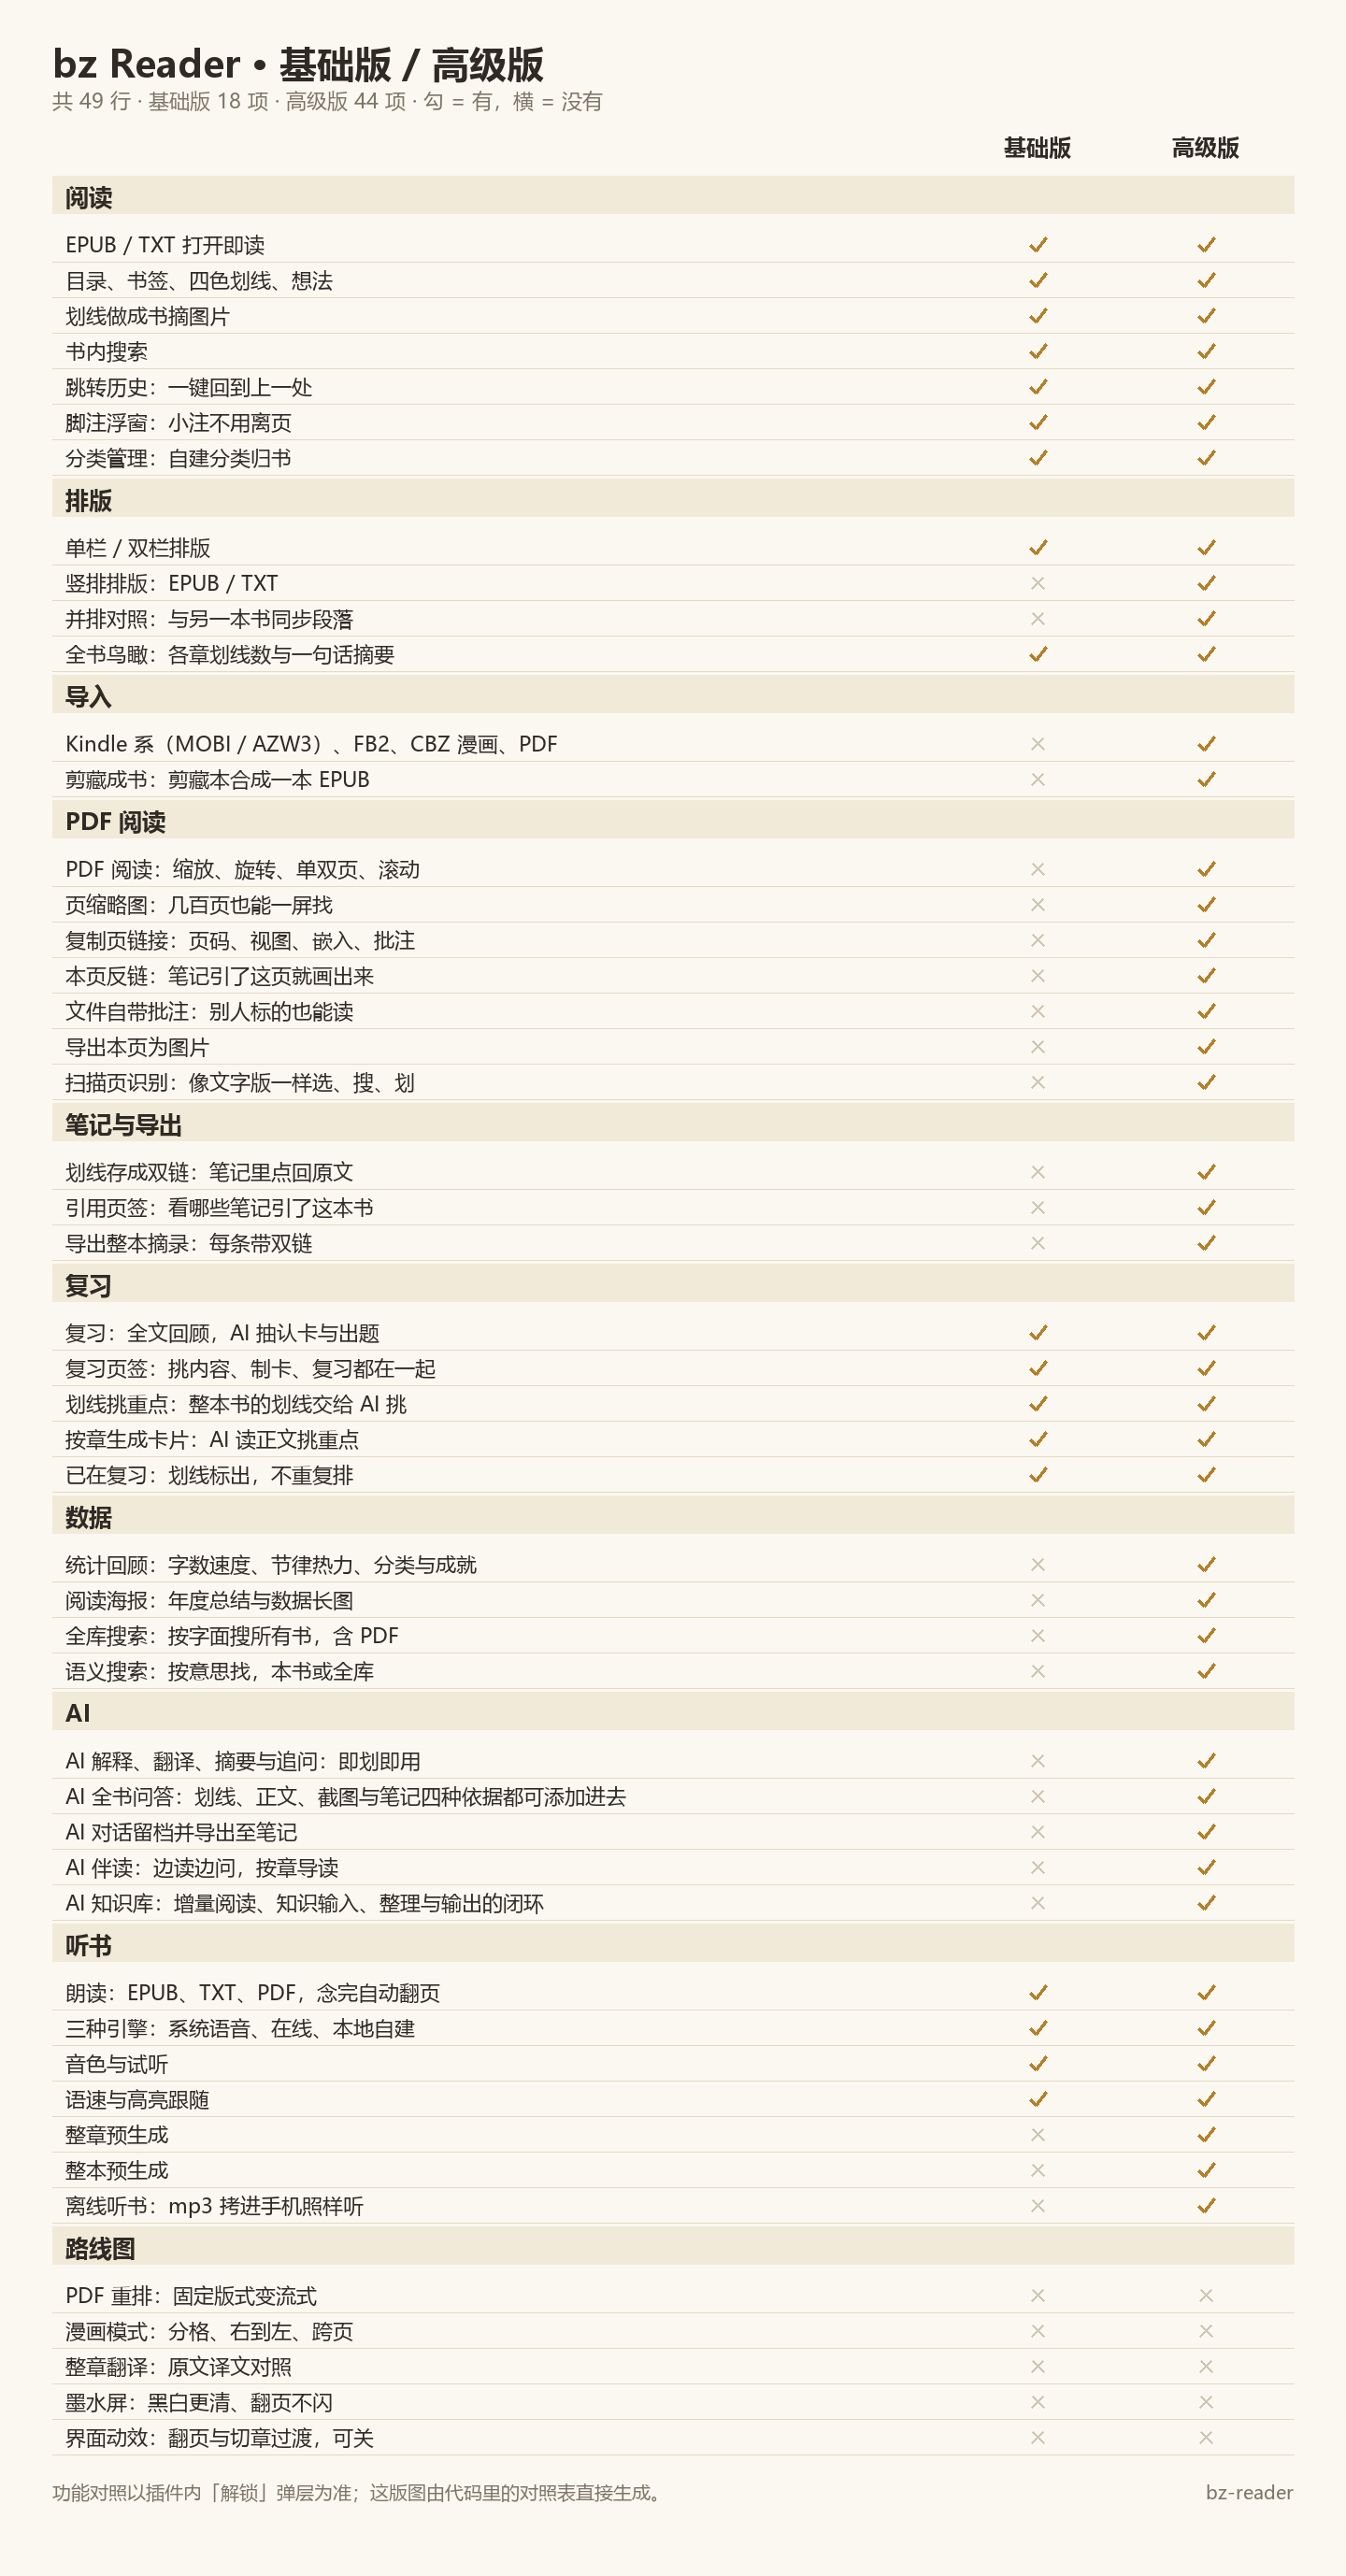 bz Reader • 基础版 / 高级版
共 49 行 · 基础版 18 项 · 高级版 44 项 · 勾 = 有，横 = 没有
基础版 高级版
阅读
EPUB / TXT 打开即读 ✓ ✓
目录、书签、四色划线、想法 ✓ ✓
划线做成书摘图片 ✓ ✓
书内搜索 ✓ ✓
跳转历史：一键回到上一处 ✓ ✓
脚注浮窗：小注不用离页 ✓ ✓
分类管理：自建分类归书 ✓ ✓
排版
单栏 / 双栏排版 ✓ ✓
竖排排版：EPUB / TXT × ✓
并排对照：与另一本书同步段落 × ✓
全书鸟瞰：各章划线数与一句话摘要 ✓ ✓
导入
Kindle 系（MOBI / AZW3）、FB2、CBZ 漫画、PDF × ✓
剪藏成书：剪藏本合成一本 EPUB × ✓
PDF 阅读
PDF 阅读：缩放、旋转、单双页、滚动 × ✓
页缩略图：几百页也能一屏找 × ✓
复制页链接：页码、视图、嵌入、批注 × ✓
本页反链：笔记引了这页就画出来 × ✓
文件自带批注：别人标的也能读 × ✓
导出本页为图片 × ✓
扫描页识别：像文字版一样选、搜、划 × ✓
笔记与导出
划线存成双链：笔记里点回原文 × ✓
引用页签：看哪些笔记引了这本书 × ✓
导出整本摘录：每条带双链 × ✓
复习
复习：全文回顾，AI 抽认卡与出题 ✓ ✓
复习页签：挑内容、制卡、复习都在一起 ✓ ✓
划线挑重点：整本书的划线交给 AI 挑 ✓ ✓
按章生成卡片：AI 读正文挑重点 ✓ ✓
已在复习：划线标出，不重复排 ✓ ✓
数据
统计回顾：字数速度、节律热力、分类与成就 × ✓
阅读海报：年度总结与数据长图 × ✓
全库搜索：按字面搜所有书，含 PDF × ✓
语义搜索：按意思找，本书或全库 × ✓
AI
AI 解释、翻译、摘要与追问：即划即用 × ✓
AI 全书问答：划线、正文、截图与笔记四种依据都可添加进去 × ✓
AI 对话留档并导出至笔记 × ✓
AI 伴读：边读边问，按章导读 × ✓
AI 知识库：增量阅读、知识输入、整理与输出的闭环 × ✓
听书
朗读：EPUB、TXT、PDF，念完自动翻页 ✓ ✓
三种引擎：系统语音、在线、本地自建 ✓ ✓
音色与试听 ✓ ✓
语速与高亮跟随 ✓ ✓
整章预生成 × ✓
整本预生成 × ✓
离线听书：mp3 拷进手机照样听 × ✓
路线图
PDF 重排：固定版式变流式 × ×
漫画模式：分格、右到左、跨页 × ×
整章翻译：原文译文对照 × ×
墨水屏：黑白更清、翻页不闪 × ×
界面动效：翻页与切章过渡，可关 × ×
功能对照以插件内「解锁」弹层为准；这版图由代码里的对照表直接生成。 bz-reader